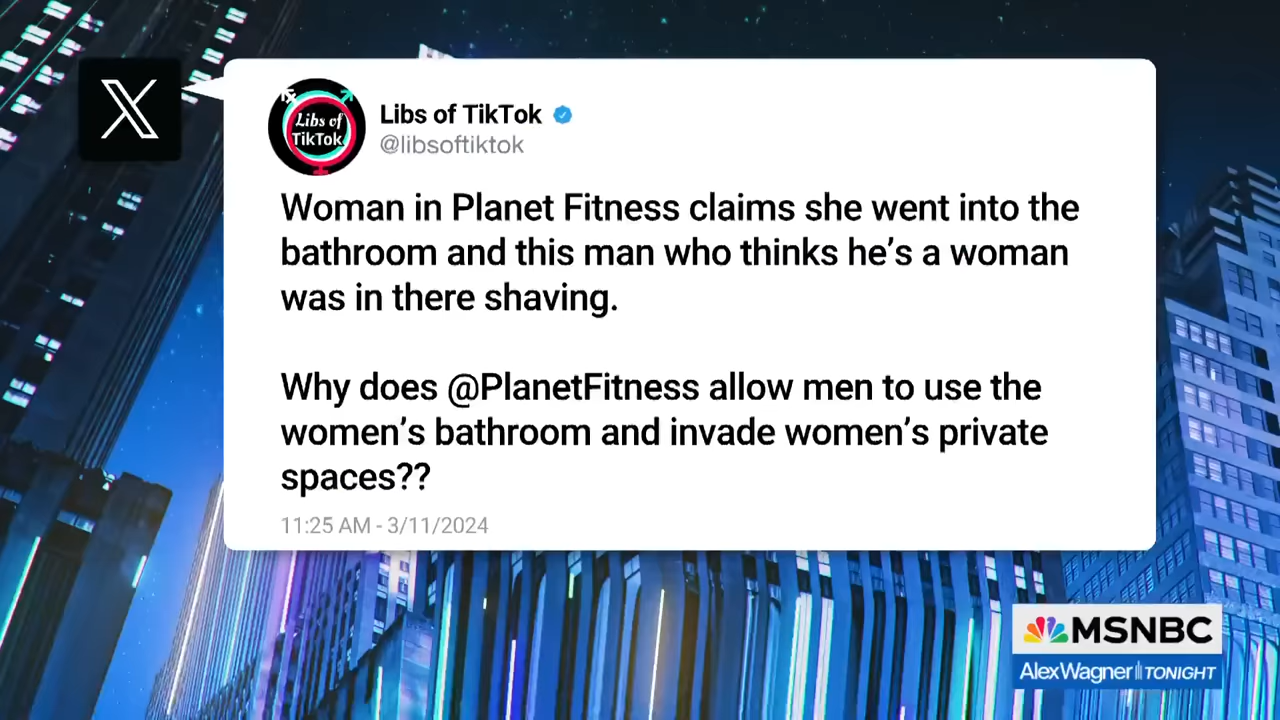 Libs of
TikTok
Libs of TikTok
@libsoftiktok
Woman in Planet Fitness claims she went into the
bathroom and this man who thinks he’s a woman
was in there shaving.
Why does @PlanetFitness allow men to use the
women’s bathroom and invade women’s private
spaces??
11:25 AM - 3/11/2024
MSNBC
AlexWagner TONIGHT